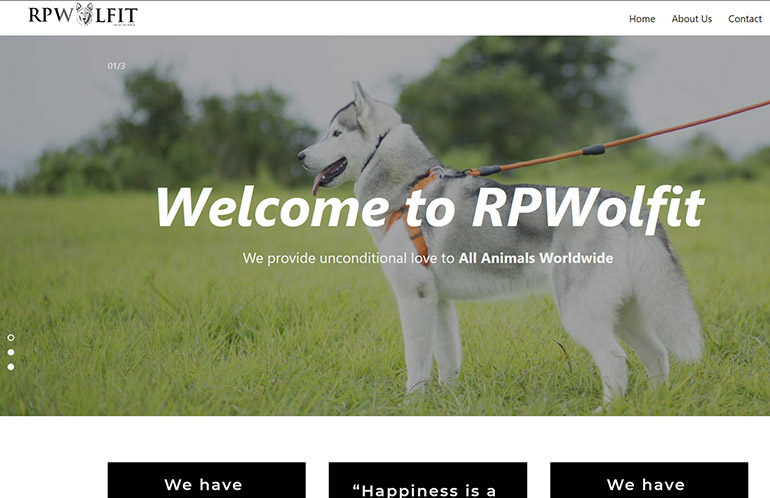 RPWOLFIT
Home About Us Contact
01/3
Welcome to RPWolfit
We provide unconditional love to All Animals Worldwide
We have
“Happiness is a
We have